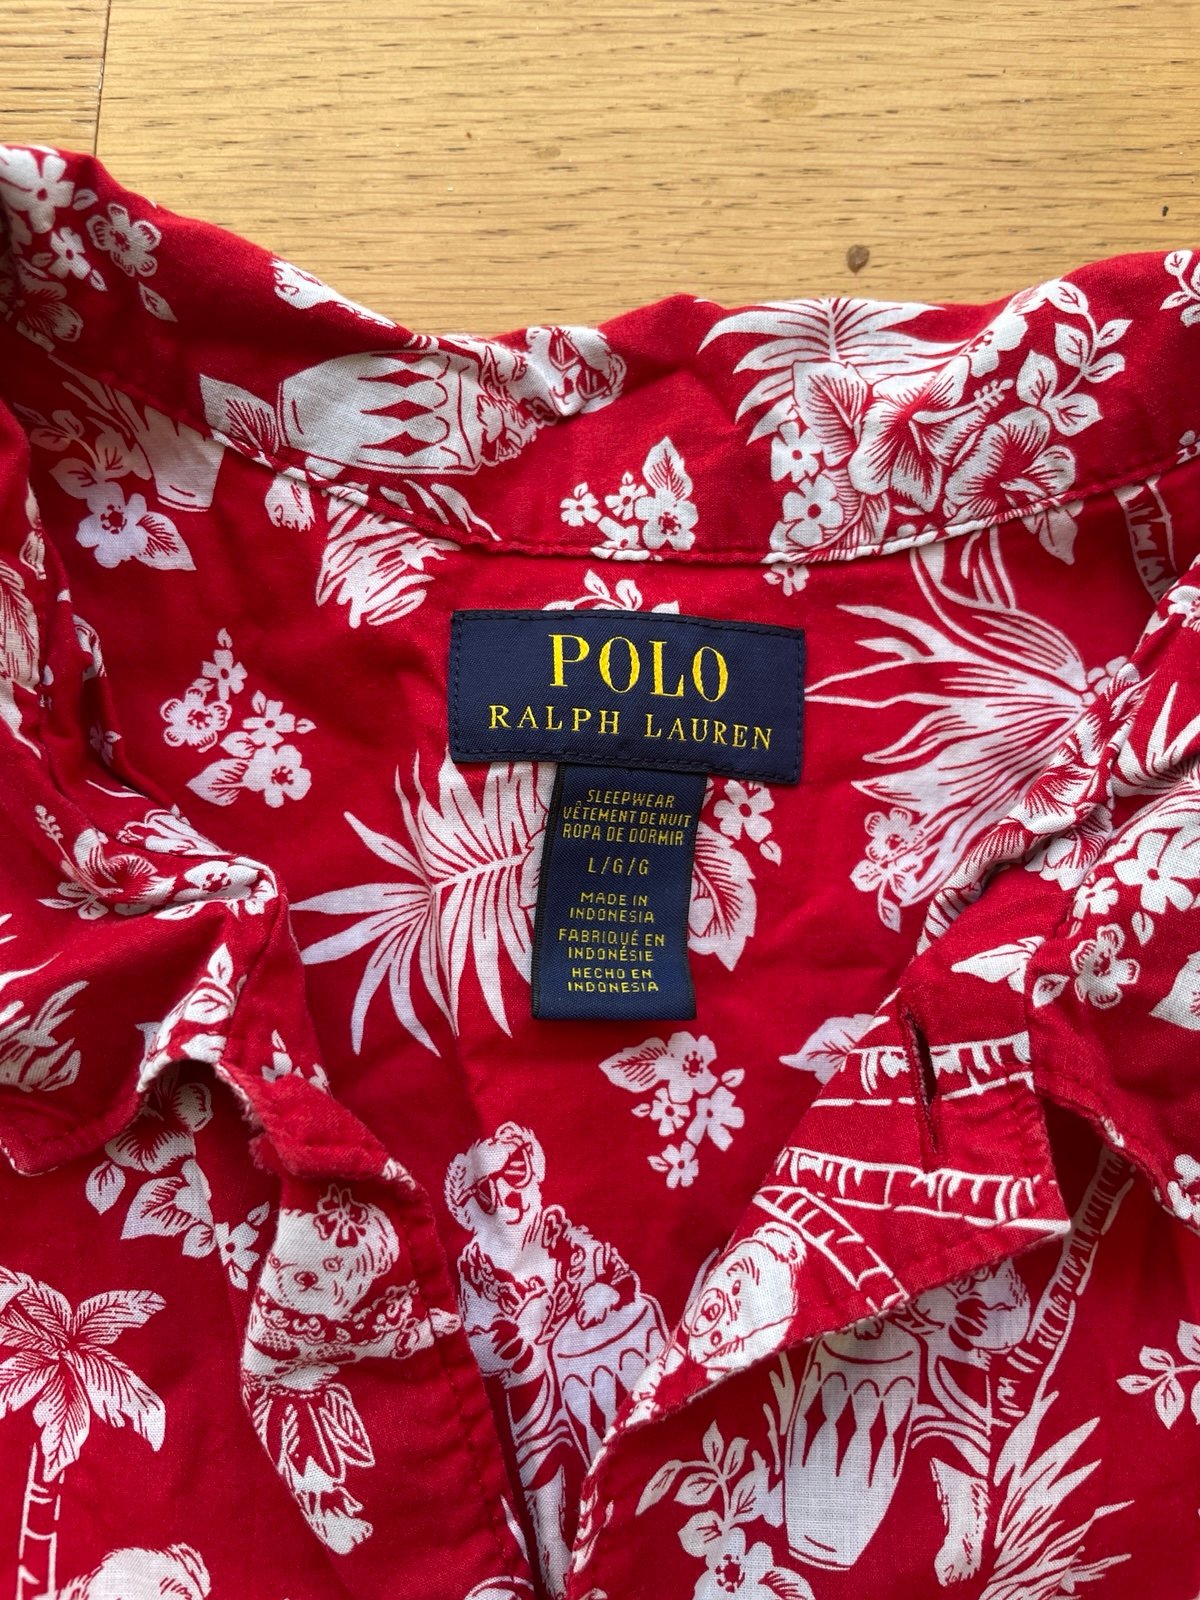 POLO
RALPH LAUREN
SLEEPWEAR
VÊTEMENT DE NUIT
ROPA DE DORMIR
L/G/G
MADE IN
INDONESIA
FABRIQUÉ EN
INDONÉSIE
HECHO EN
INDONESIA